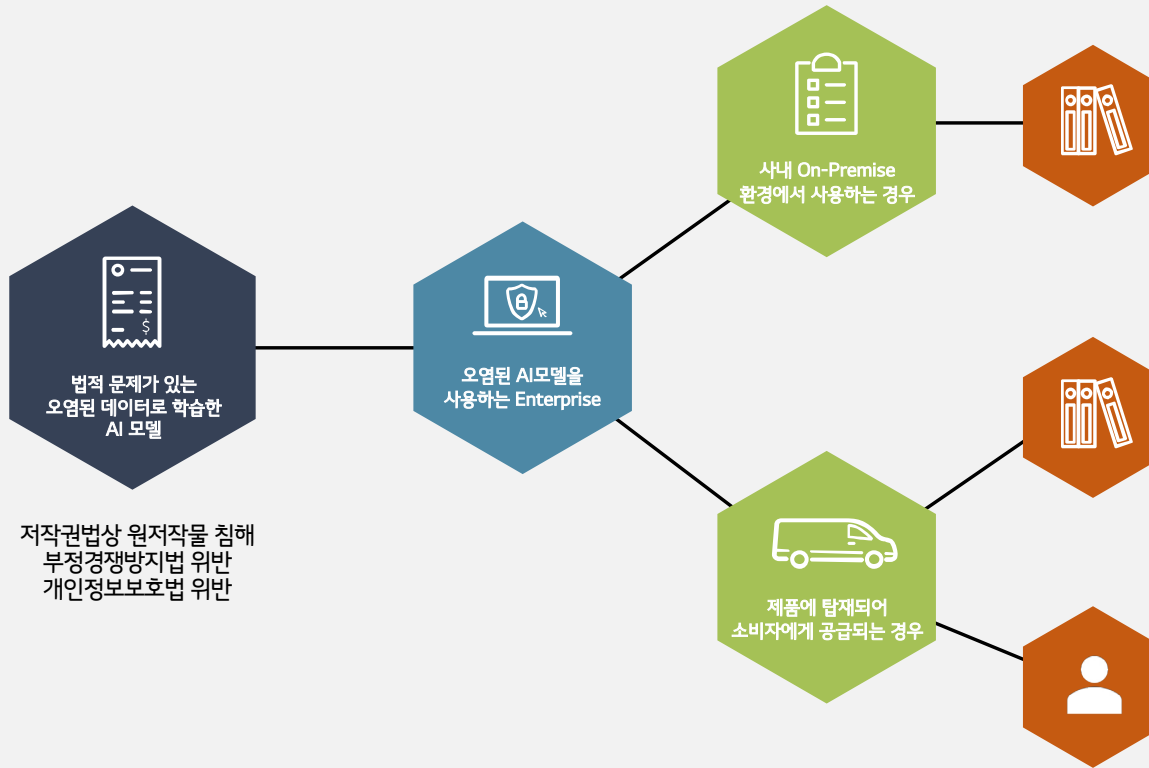 법적 문제가 있는
오염된 데이터로 학습한
AI 모델
저작권법상 원저작물 침해
부정경쟁방지법 위반
개인정보보호법 위반
오염된 AI모델을
사용하는 Enterprise
사내 On-Premise
환경에서 사용하는 경우
제품에 탑재되어
소비자에게 공급되는 경우
$